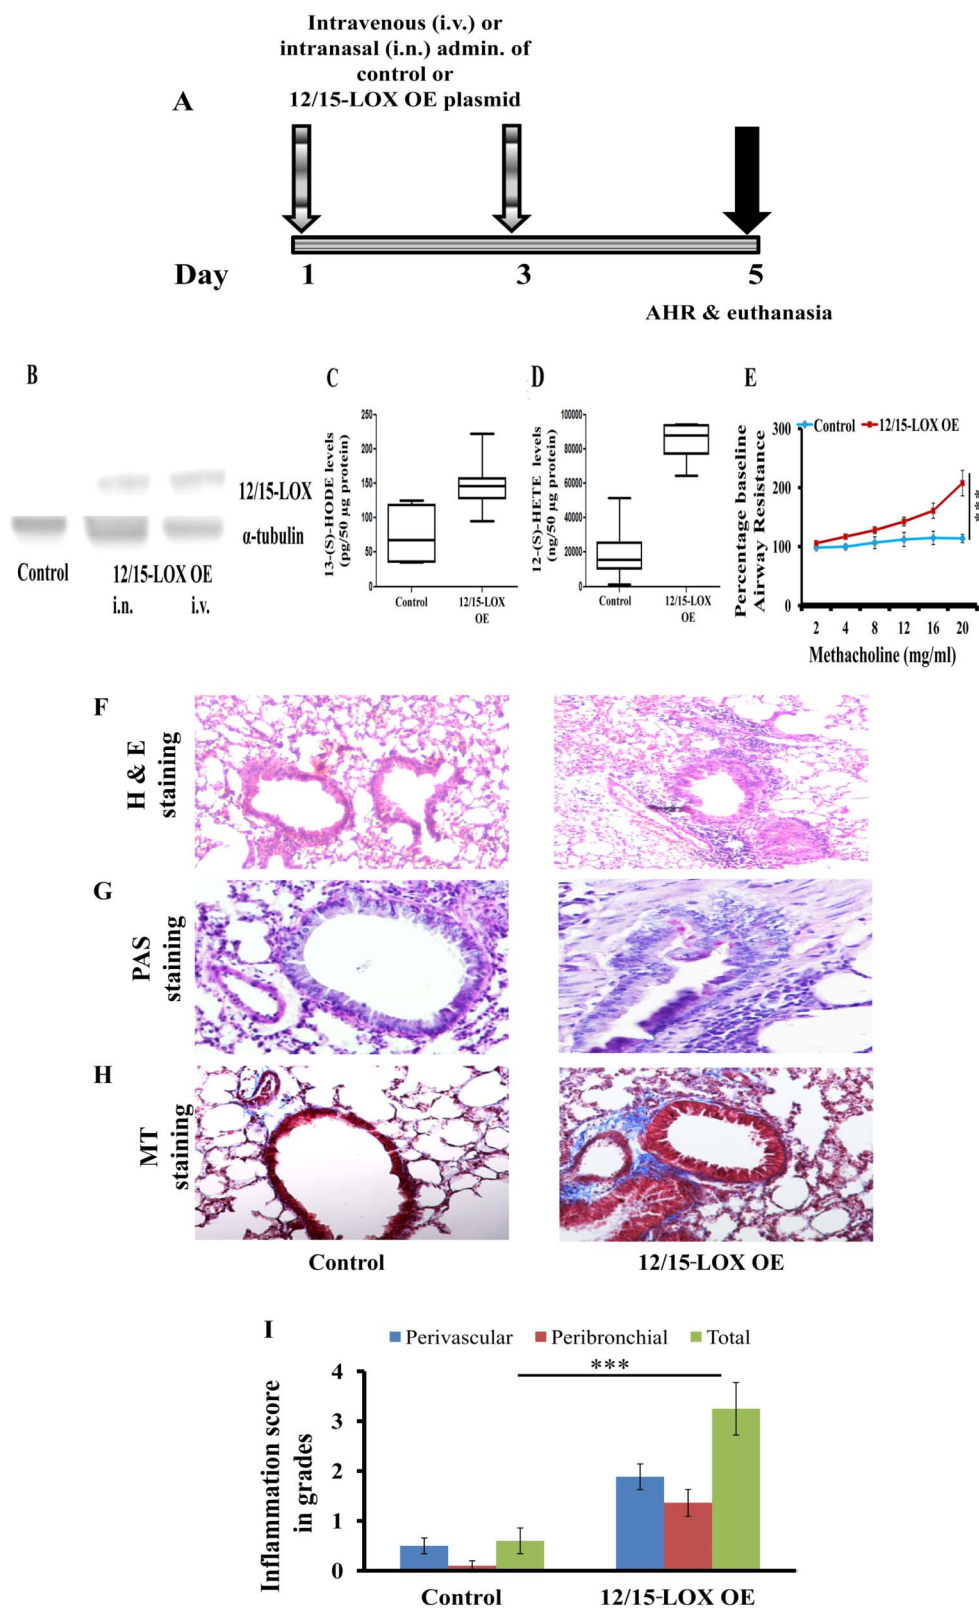 Intravenous (i.v.) or
intranasal (i.n.) admin. of
control or
12/15-LOX OE plasmid
A
Day 1 3 5
AHR & euthanasia
B
12/15-LOX
α-tubulin
Control 12/15-LOX OE
i.n. i.v.
C
13-(S)-HODE levels
(pg/50 µg protein)
250
200
150
100
50
0
Control 12/15-LOX
OE
D
12-(S)-HETE levels
(ng/50 µg protein)
100000
80000
60000
40000
20000
0
Control 12/15-LOX
OE
E
Percentage baseline
Airway Resistance
Control 12/15-LOX OE
300
200
100
0
***
2 4 8 12 16 20
Methacholine (mg/ml)
F
H & E
staining
G
PAS
staining
H
MT
staining
Control 12/15-LOX OE
I
Perivascular Peribronchial Total
***
Inflammation score
in grades
4
3
2
1
0
Control 12/15-LOX OE